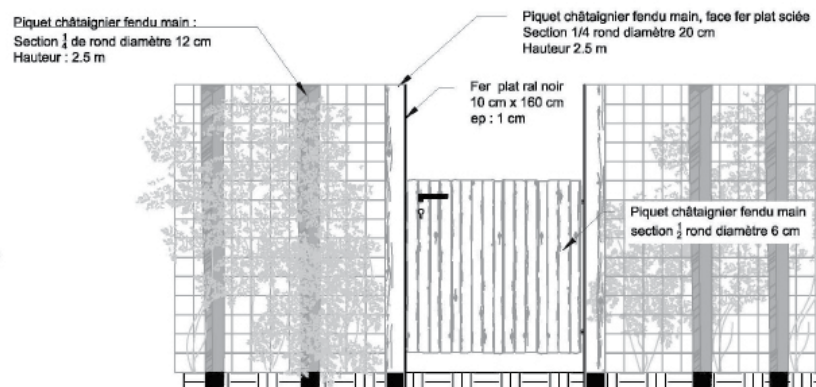 Piquet châtaignier fendu main :
Section 1/4 de rond diamètre 12 cm
Hauteur : 2.5 m
Piquet châtaignier fendu main, face fer plat sciée
Section 1/4 rond diamètre 20 cm
Hauteur 2.5 m
Fer plat ral noir
10 cm x 160 cm
ep : 1 cm
Piquet châtaignier fendu main
section 1/2 rond diamètre 6 cm